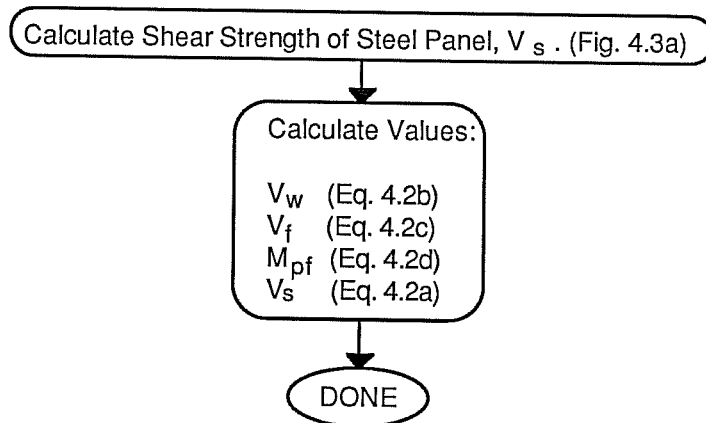 Calculate Shear Strength of Steel Panel, V s . (Fig. 4.3a)
Calculate Values:
Vw (Eq. 4.2b)
Vf (Eq. 4.2c)
Mpf (Eq. 4.2d)
Vs (Eq. 4.2a)
DONE